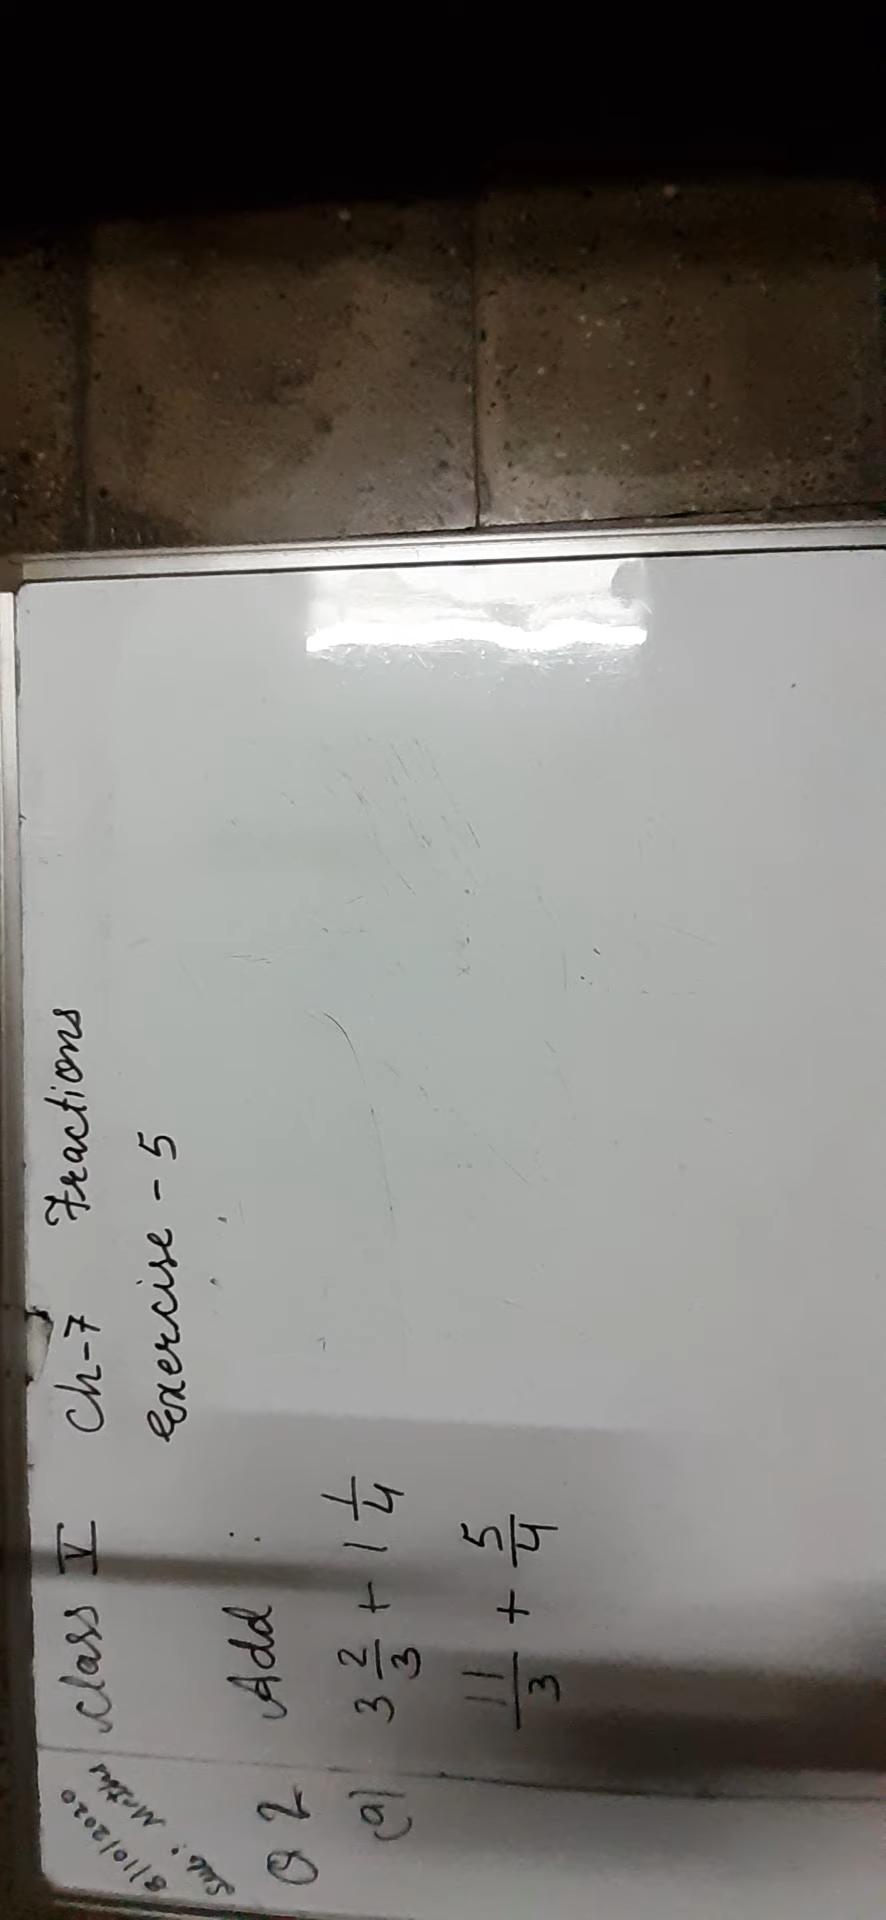 8/10/2020 Class V Ch-7 Fractions
Sub: Maths
Exercise - 5
Q 2 Add :
(a) 3 2/3 + 1 1/4
11/3 + 5/4